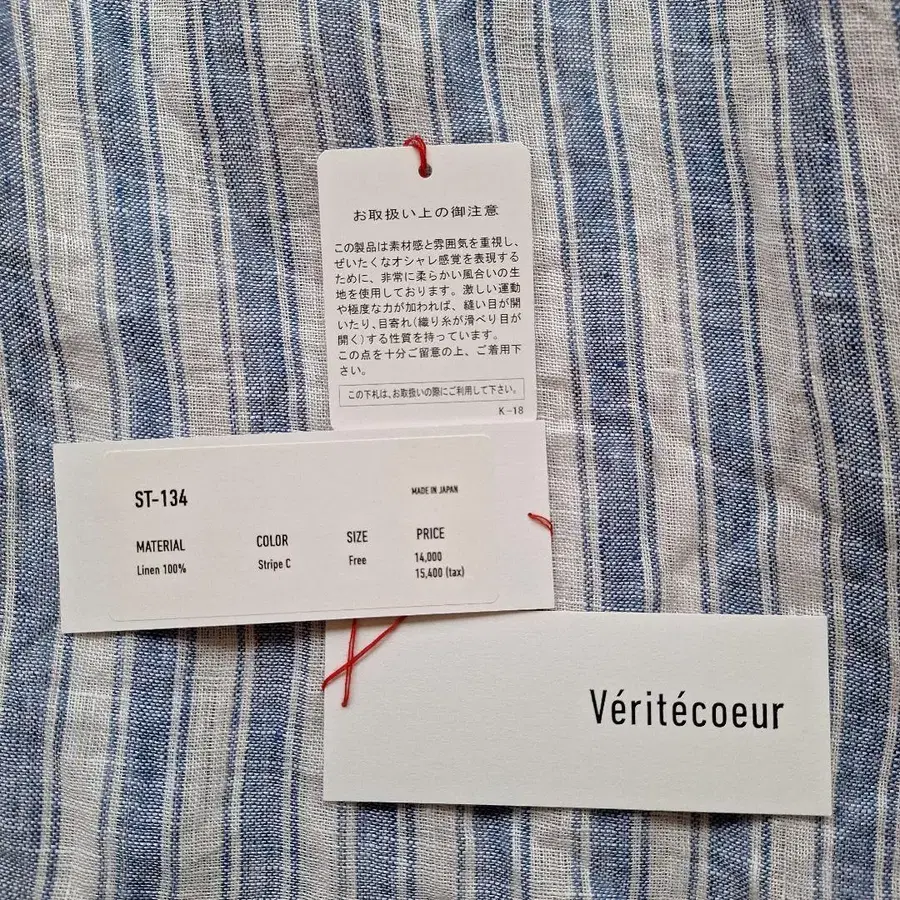 お取扱い上の御注意
この製品は素材感と雰囲気を重視し、
ぜいたくなオシャレ感覚を表現する
ために、非常に柔らかい風合いの生
地を使用しております。激しい運動
や極度な力が加われば、縫い目が開
いたり、目寄れ(織り糸が滑べり目が
開く)する性質を持っています。
この点を十分ご留意の上、ご着用下
さい。
この下札は、お取扱いの際にご利用して下さい。
K-18
ST-134
MADE IN JAPAN
MATERIAL COLOR SIZE PRICE
Linen 100% Stripe C Free 14,000
15,400 (tax)
Véritécoeur